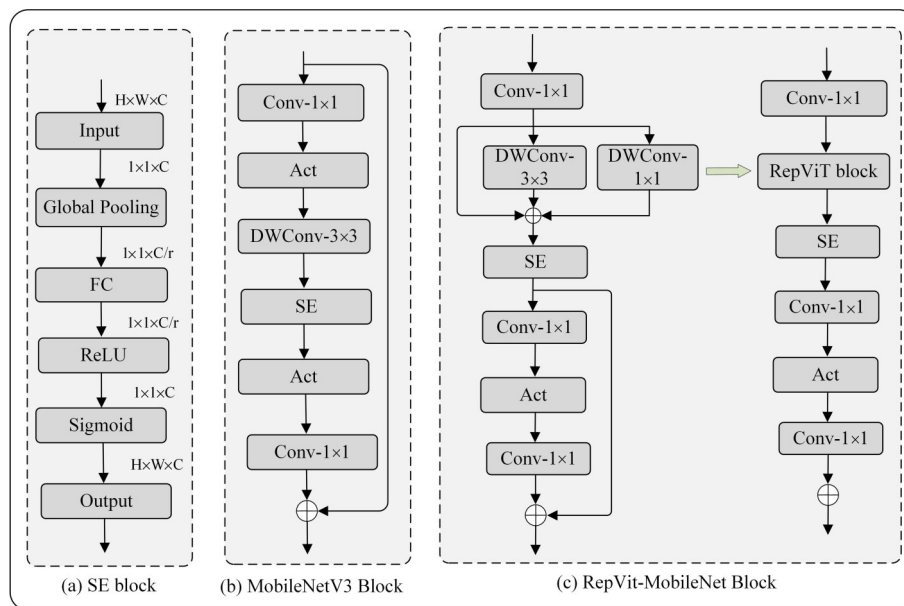 H×W×C
Input
1×1×C
Global Pooling
1×1×C/r
FC
1×1×C/r
ReLU
1×1×C
Sigmoid
H×W×C
Output
(a) SE block
Conv-1×1
Act
DWConv-3×3
SE
Act
Conv-1×1
(b) MobileNetV3 Block
Conv-1×1
DWConv-
3×3
DWConv-
1×1
SE
Conv-1×1
Act
Conv-1×1
Conv-1×1
RepViT block
SE
Conv-1×1
Act
Conv-1×1
(c) RepVit-MobileNet Block